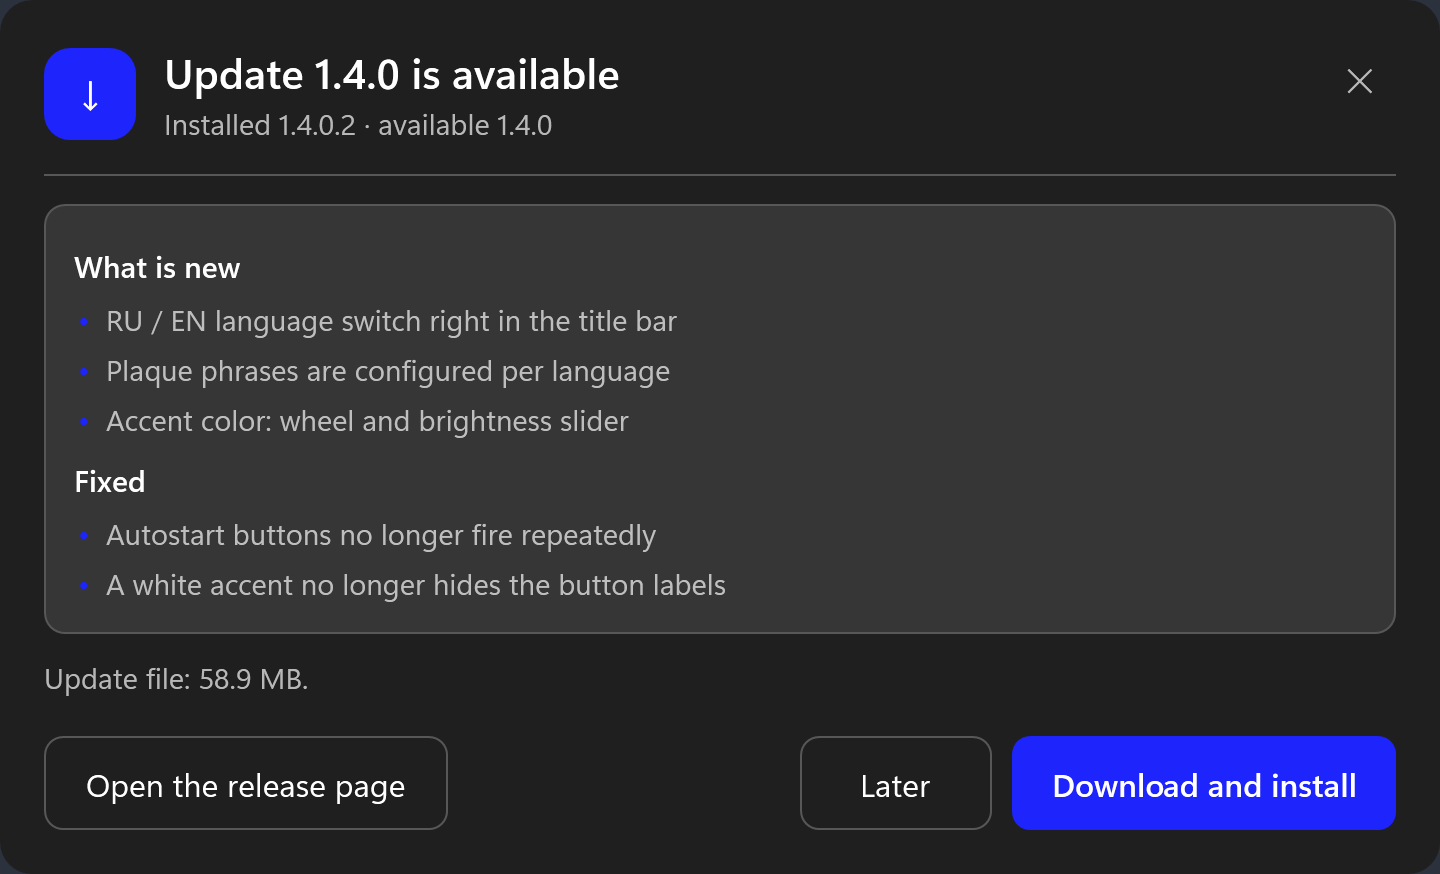 Update 1.4.0 is available
Installed 1.4.0.2 · available 1.4.0
What is new
• RU / EN language switch right in the title bar
• Plaque phrases are configured per language
• Accent color: wheel and brightness slider
Fixed
• Autostart buttons no longer fire repeatedly
• A white accent no longer hides the button labels
Update file: 58.9 MB.
Open the release page
Later
Download and install